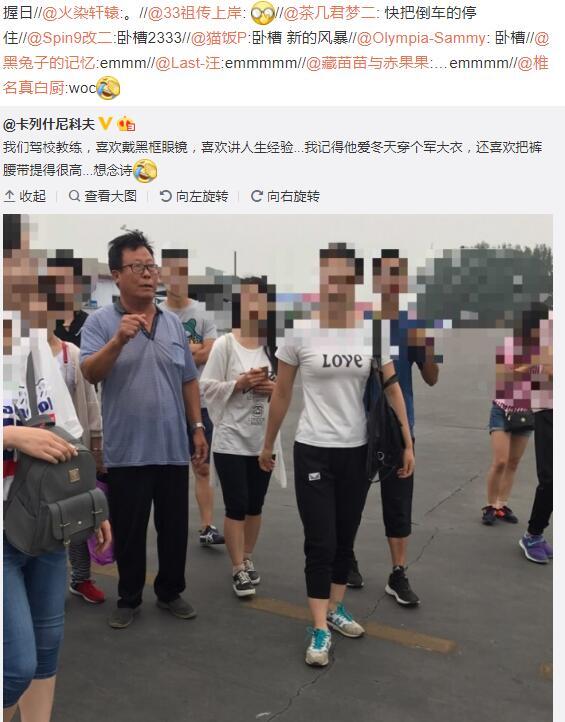 握日//@火染轩辕:。//@33祖传上岸: //@茶几君梦二: 快把倒车的停
住//@Spin9改二:卧槽2333//@猫饭P:卧槽 新的风暴//@Olympia-Sammy: 卧槽//@
黑兔子的记忆:emmm//@Last-汪:emmmmm//@藏苗苗与赤果果:…emmmm//@椎
名真白厨:woc
@卡列什尼科夫
我们驾校教练，喜欢戴黑框眼镜，喜欢讲人生经验...我记得他爱冬天穿个军大衣，还喜欢把裤
腰带提得很高...想念诗
收起 查看大图 向左旋转 向右旋转
LOVE